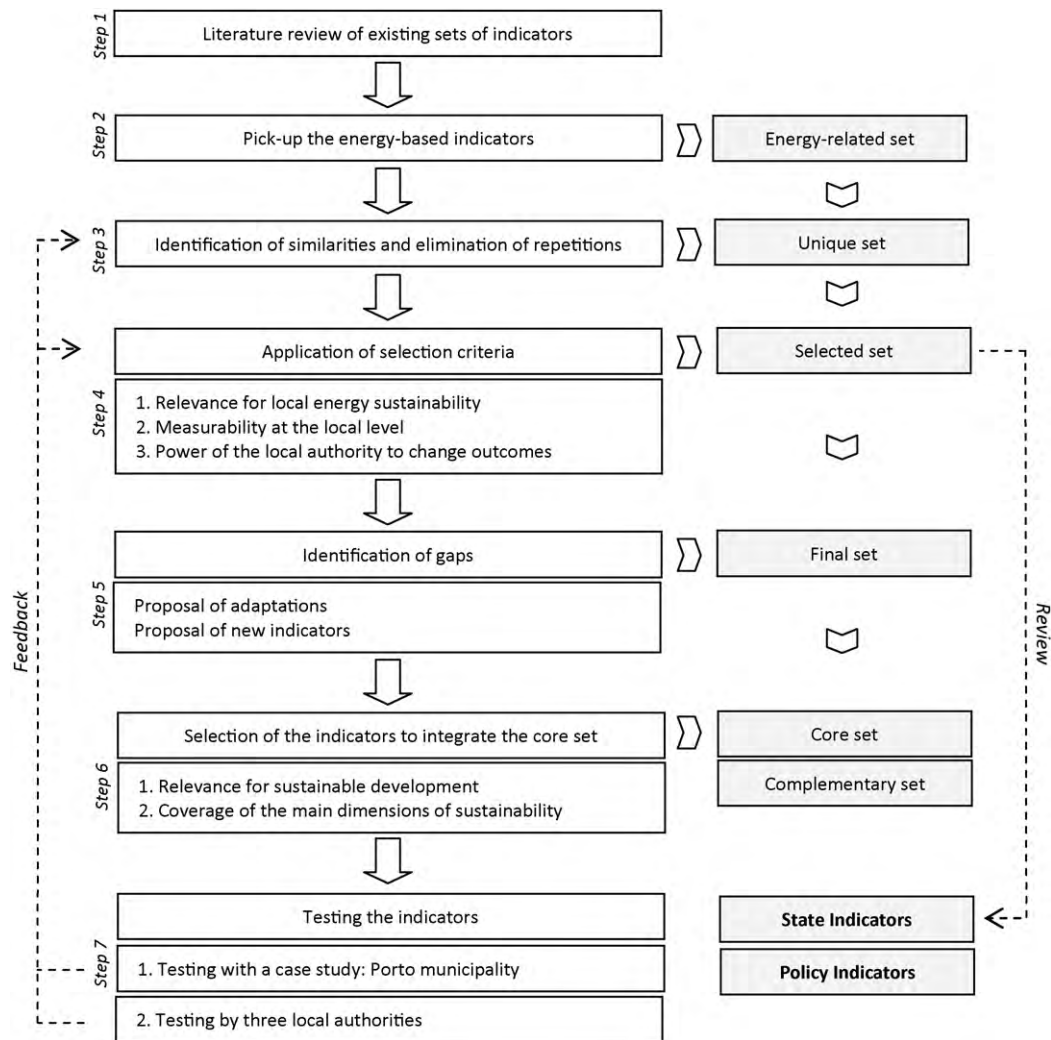 Step 1
Literature review of existing sets of indicators
Step 2
Pick-up the energy-based indicators
Energy-related set
Step 3
Identification of similarities and elimination of repetitions
Unique set
Application of selection criteria
Selected set
Step 4
1. Relevance for local energy sustainability
2. Measurability at the local level
3. Power of the local authority to change outcomes
Identification of gaps
Final set
Step 5
Proposal of adaptations
Proposal of new indicators
Feedback
Review
Selection of the indicators to integrate the core set
Core set
Step 6
1. Relevance for sustainable development
2. Coverage of the main dimensions of sustainability
Complementary set
Testing the indicators
State Indicators
Step 7
1. Testing with a case study: Porto municipality
Policy Indicators
2. Testing by three local authorities